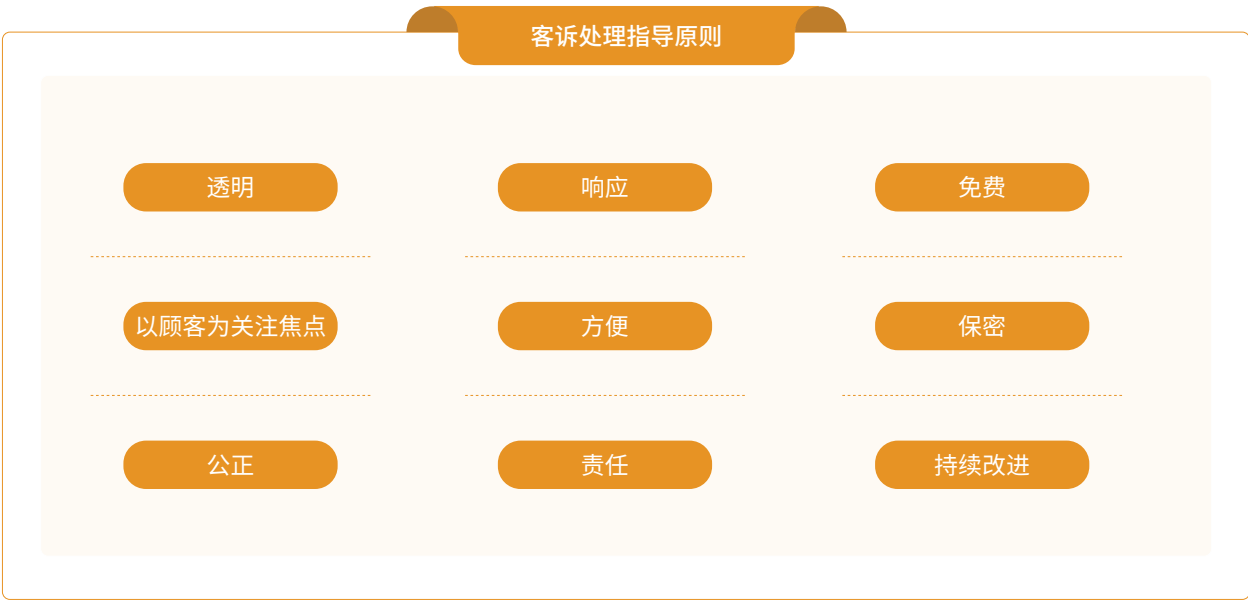 客诉处理指导原则
透明
响应
免费
以顾客为关注焦点
方便
保密
公正
责任
持续改进